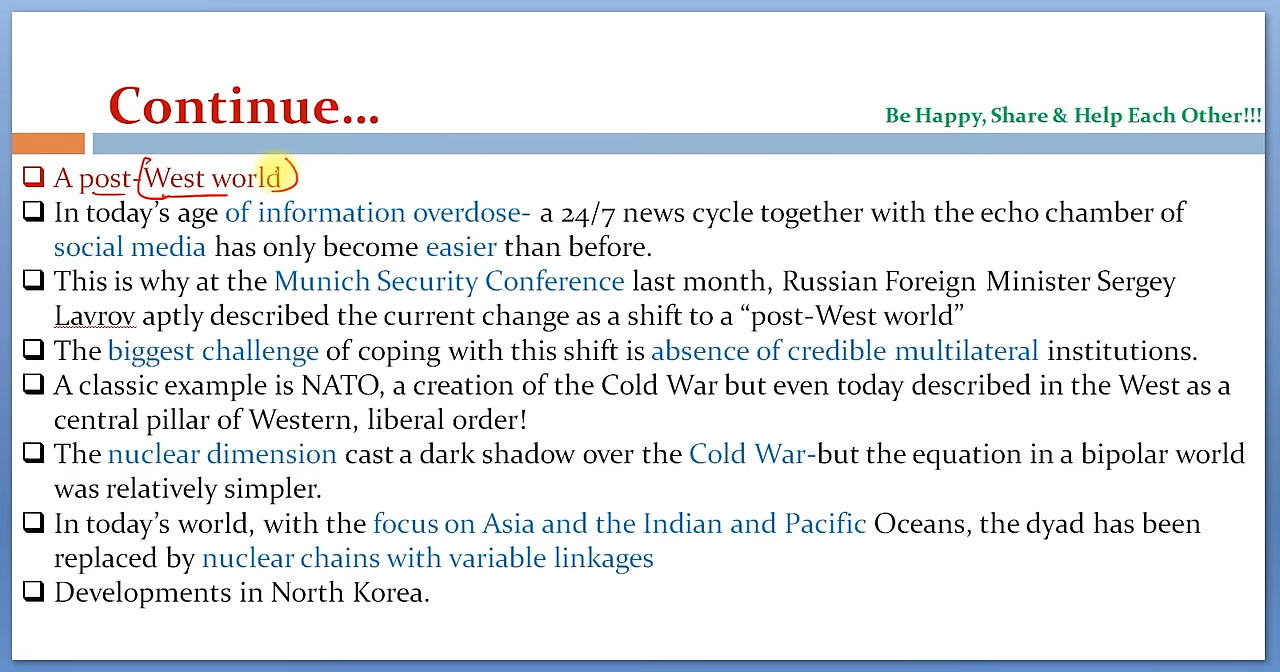 Continue...
Be Happy, Share & Help Each Other!!!
A post-West world
In today's age of information overdose- a 24/7 news cycle together with the echo chamber of
social media has only become easier than before.
This is why at the Munich Security Conference last month, Russian Foreign Minister Sergey
Lavrov aptly described the current change as a shift to a “post-West world”
The biggest challenge of coping with this shift is absence of credible multilateral institutions.
A classic example is NATO, a creation of the Cold War but even today described in the West as a
central pillar of Western, liberal order!
The nuclear dimension cast a dark shadow over the Cold War-but the equation in a bipolar world
was relatively simpler.
In today's world, with the focus on Asia and the Indian and Pacific Oceans, the dyad has been
replaced by nuclear chains with variable linkages
Developments in North Korea.